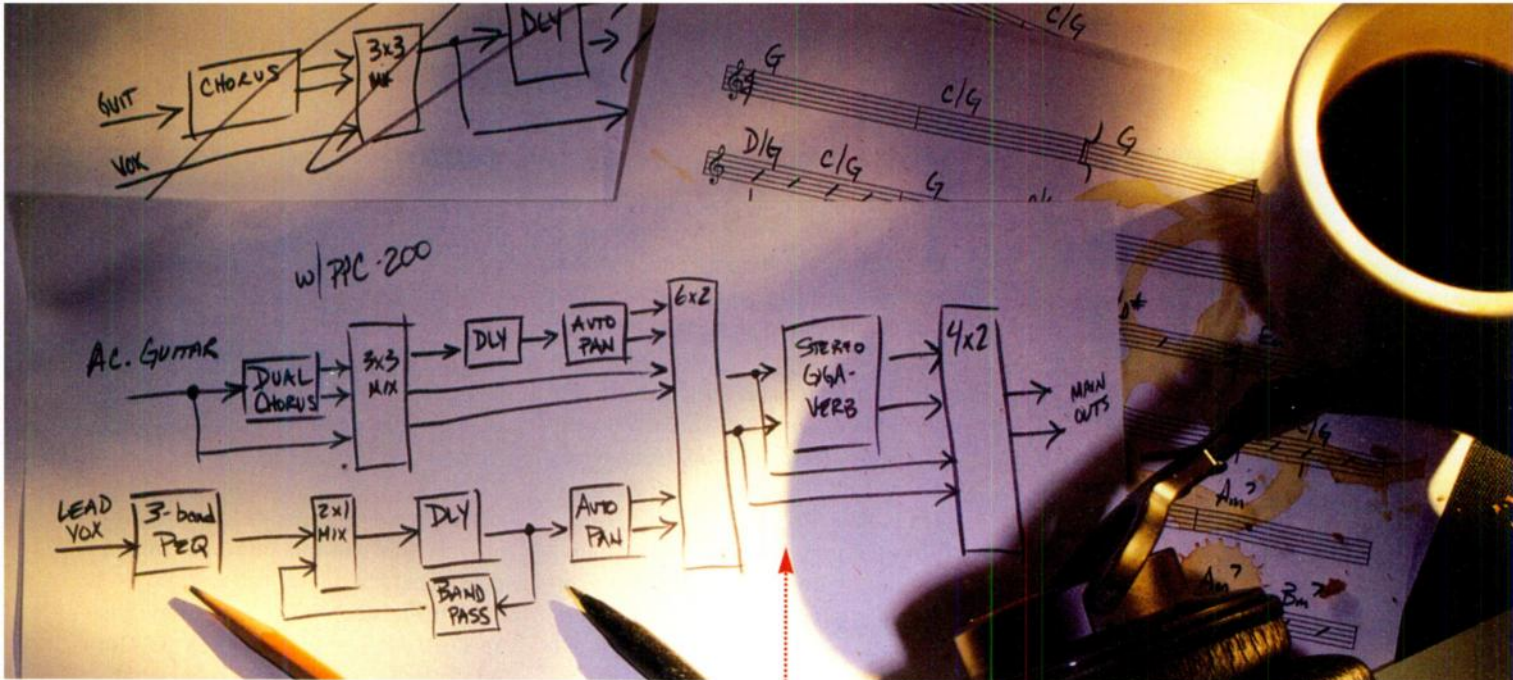 C/G
DLY
3x3
CHORUS
GUIT
VOX
G
C/G
G
D/G
C/G
G
w/ PPC-200
AC. GUITAR
DUAL
CHORUS
3x3
MIX
DLY
AUTO
PAN
6x2
STEREO
GIGA-
VERB
4x2
MAIN
OUTS
LEAD
VOX
3-band
PEQ
2x1
MIX
DLY
AUTO
PAN
BAND
PASS
C/G
Am7
Am7
Bm7